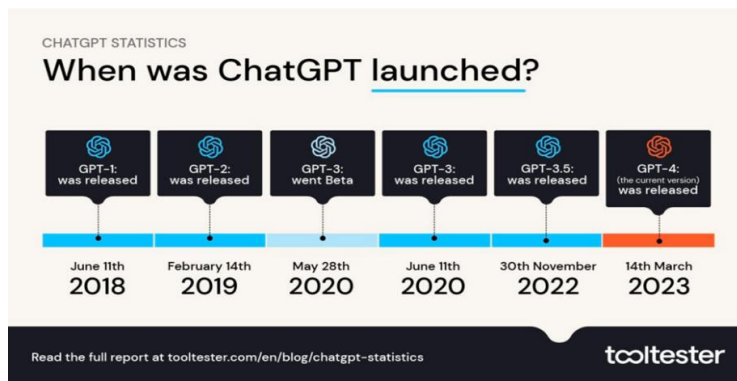 CHATGPT STATISTICS
When was ChatGPT launched?
GPT-1:
was released
GPT-2:
was released
GPT-3:
went Beta
GPT-3:
was released
GPT-3.5:
was released
GPT-4:
(the current version)
was released
June 11th
2018
February 14th
2019
May 28th
2020
June 11th
2020
30th November
2022
14th March
2023
Read the full report at tooltester.com/en/blog/chatgpt-statistics
tooltester